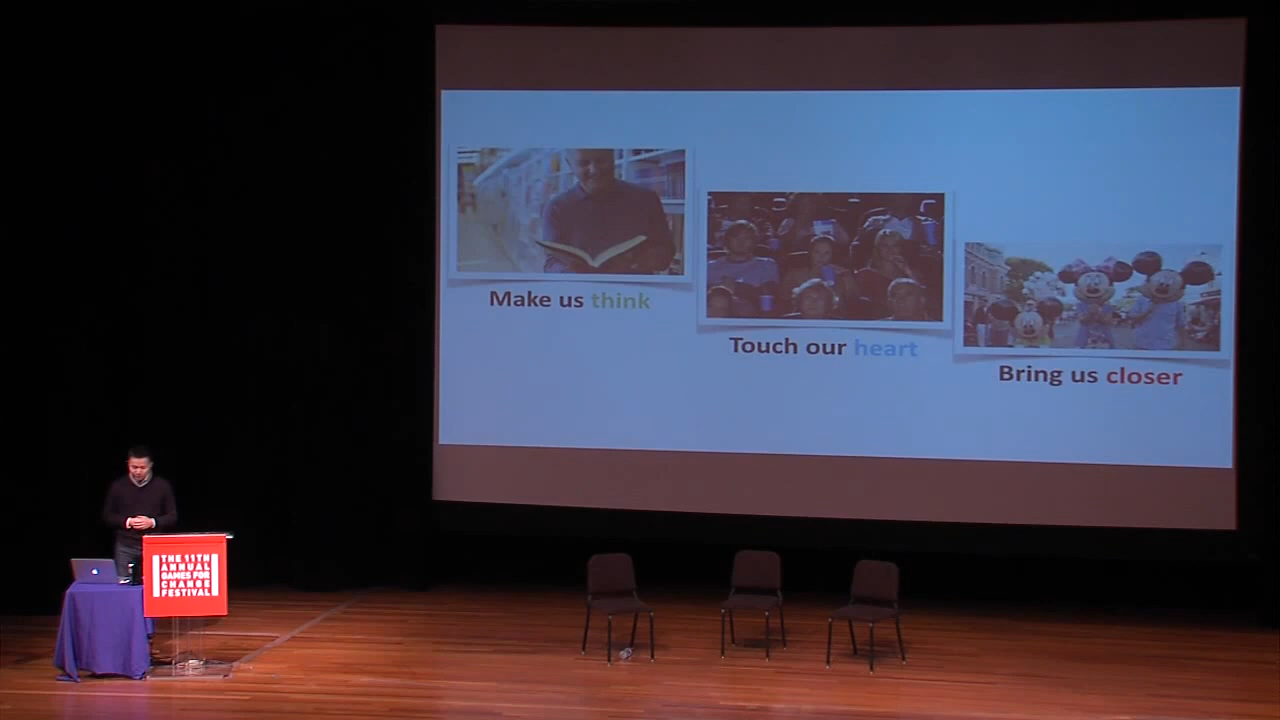 Make us think
Touch our heart
Bring us closer
THE 11TH
ANNUAL
GAMES FOR
CHANGE
FESTIVAL